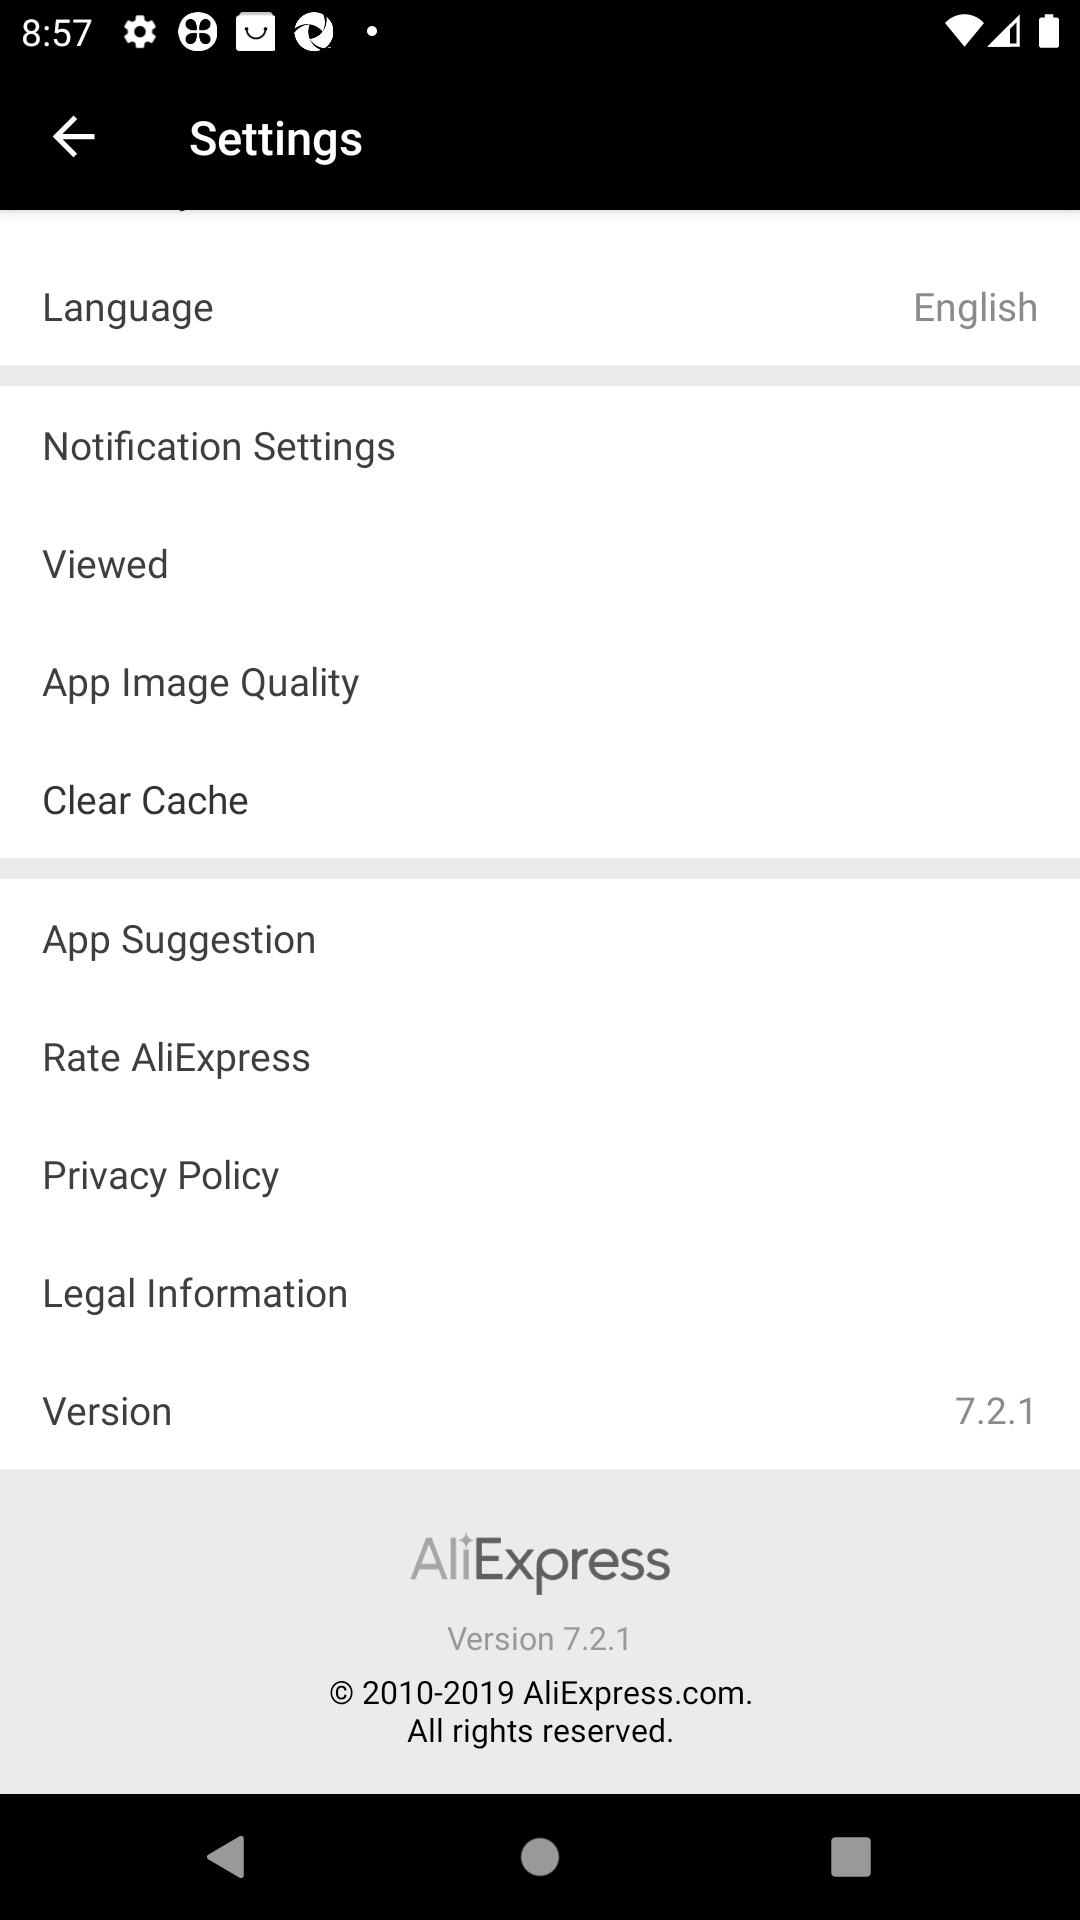 8:57
Settings
Language English
Notification Settings
Viewed
App Image Quality
Clear Cache
App Suggestion
Rate AliExpress
Privacy Policy
Legal Information
Version 7.2.1
AliExpress
Version 7.2.1
© 2010-2019 AliExpress.com.
All rights reserved.